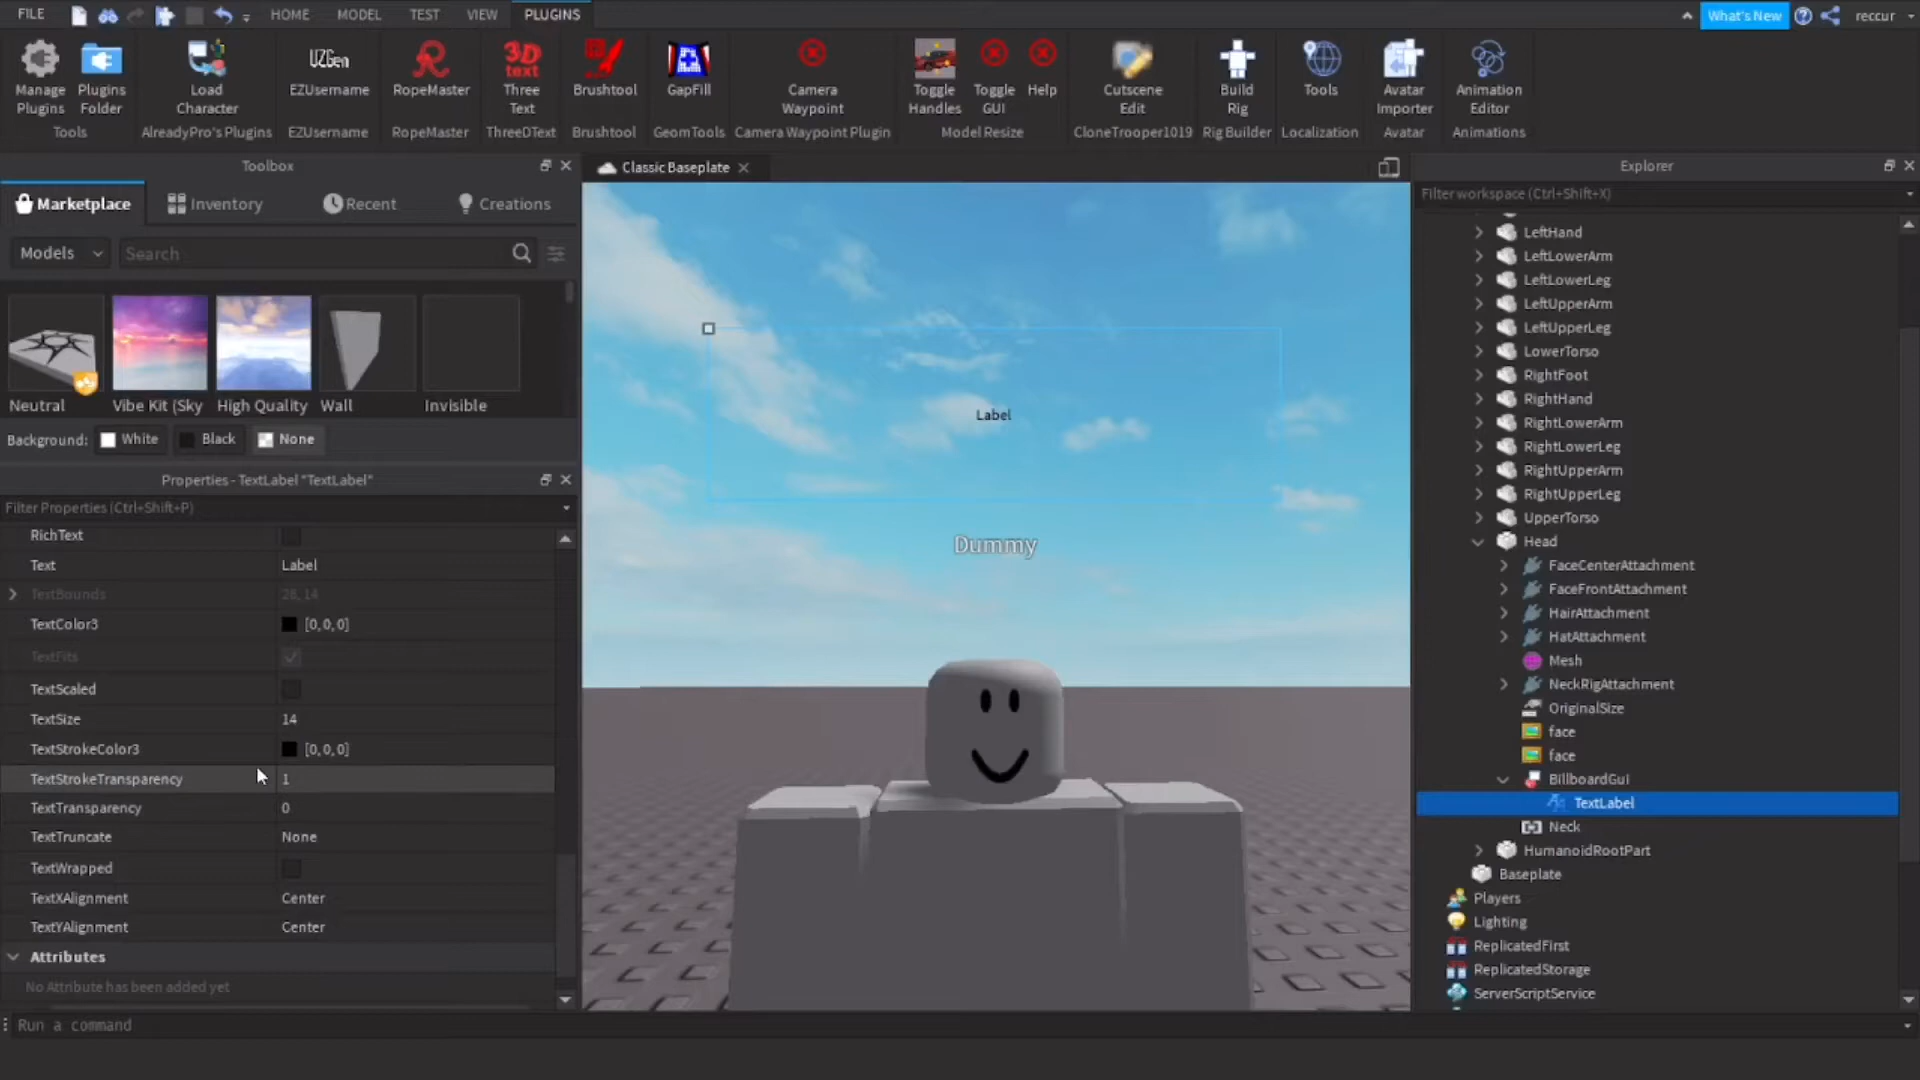 FILE HOME MODEL TEST VIEW PLUGINS What's New reccur
UZGen 3D text
Manage Plugins
Plugins Folder
Load Character
EZUsername
RopeMaster
Three Text
Brushtool
GapFill
Camera Waypoint
Toggle Handles
Toggle GUI
Help
Cutscene Edit
Build Rig
Tools
Avatar Importer
Animation Editor
Tools AlreadyPro's Plugins EZUsername RopeMaster ThreeDText Brushtool GeomTools Camera Waypoint Plugin Model Resize CloneTrooper1019 Rig Builder Localization Avatar Animations
Toolbox
Marketplace Inventory Recent Creations
Models Search
Neutral Vibe Kit (Sky High Quality Wall Invisible
Background: White Black None
Properties - TextLabel "TextLabel"
Filter Properties (Ctrl+Shift+P)
RichText
Text Label
TextBounds 28, 14
TextColor3 [0,0,0]
TextFits
TextScaled
TextSize 14
TextStrokeColor3 [0,0,0]
TextStrokeTransparency 1
TextTransparency 0
TextTruncate None
TextWrapped
TextXAlignment Center
TextYAlignment Center
Attributes
No Attribute has been added yet
Run a command
Classic Baseplate
Label
Dummy
Explorer
Filter workspace (Ctrl+Shift+X)
LeftHand
LeftLowerArm
LeftLowerLeg
LeftUpperArm
LeftUpperLeg
LowerTorso
RightFoot
RightHand
RightLowerArm
RightLowerLeg
RightUpperArm
RightUpperLeg
UpperTorso
Head
FaceCenterAttachment
FaceFrontAttachment
HairAttachment
HatAttachment
Mesh
NeckRigAttachment
OriginalSize
face
face
BillboardGui
TextLabel
Neck
HumanoidRootPart
Baseplate
Players
Lighting
ReplicatedFirst
ReplicatedStorage
ServerScriptService